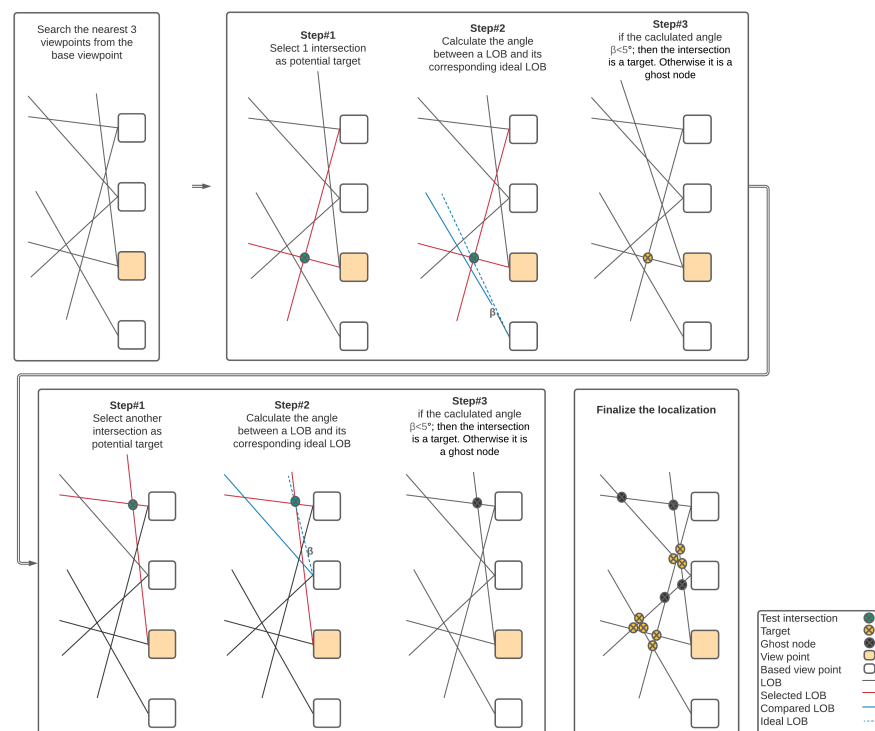 Search the nearest 3
viewpoints from the
base viewpoint
Step#1
Select 1 intersection
as potential target
Step#2
Calculate the angle
between a LOB and its
corresponding ideal LOB
Step#3
if the caclulated angle
β<5°; then the intersection
is a target. Otherwise it is a
ghost node
β
Step#1
Select another
intersection as
potential target
Step#2
Calculate the angle
between a LOB and its
corresponding ideal LOB
Step#3
if the caclulated angle
β<5°; then the intersection
is a target. Otherwise it is
a ghost node
β
Finalize the localization
Test intersection
Target
Ghost node
View point
Based view point
LOB
Selected LOB
Compared LOB
Ideal LOB